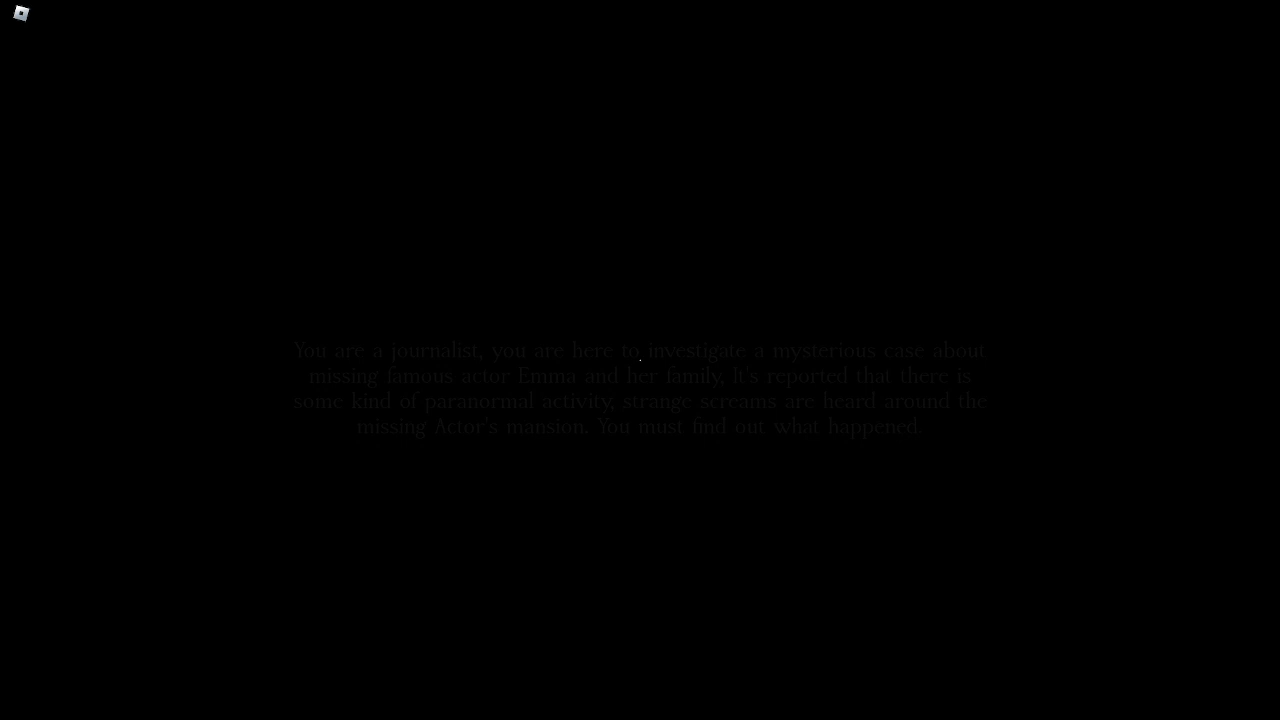 You are a journalist, you are here to investigate a mysterious case about
missing famous actor Emma and her family. It's reported that there is
some kind of paranormal activity, strange screams are heard around the
missing Actor's mansion. You must find out what happened.